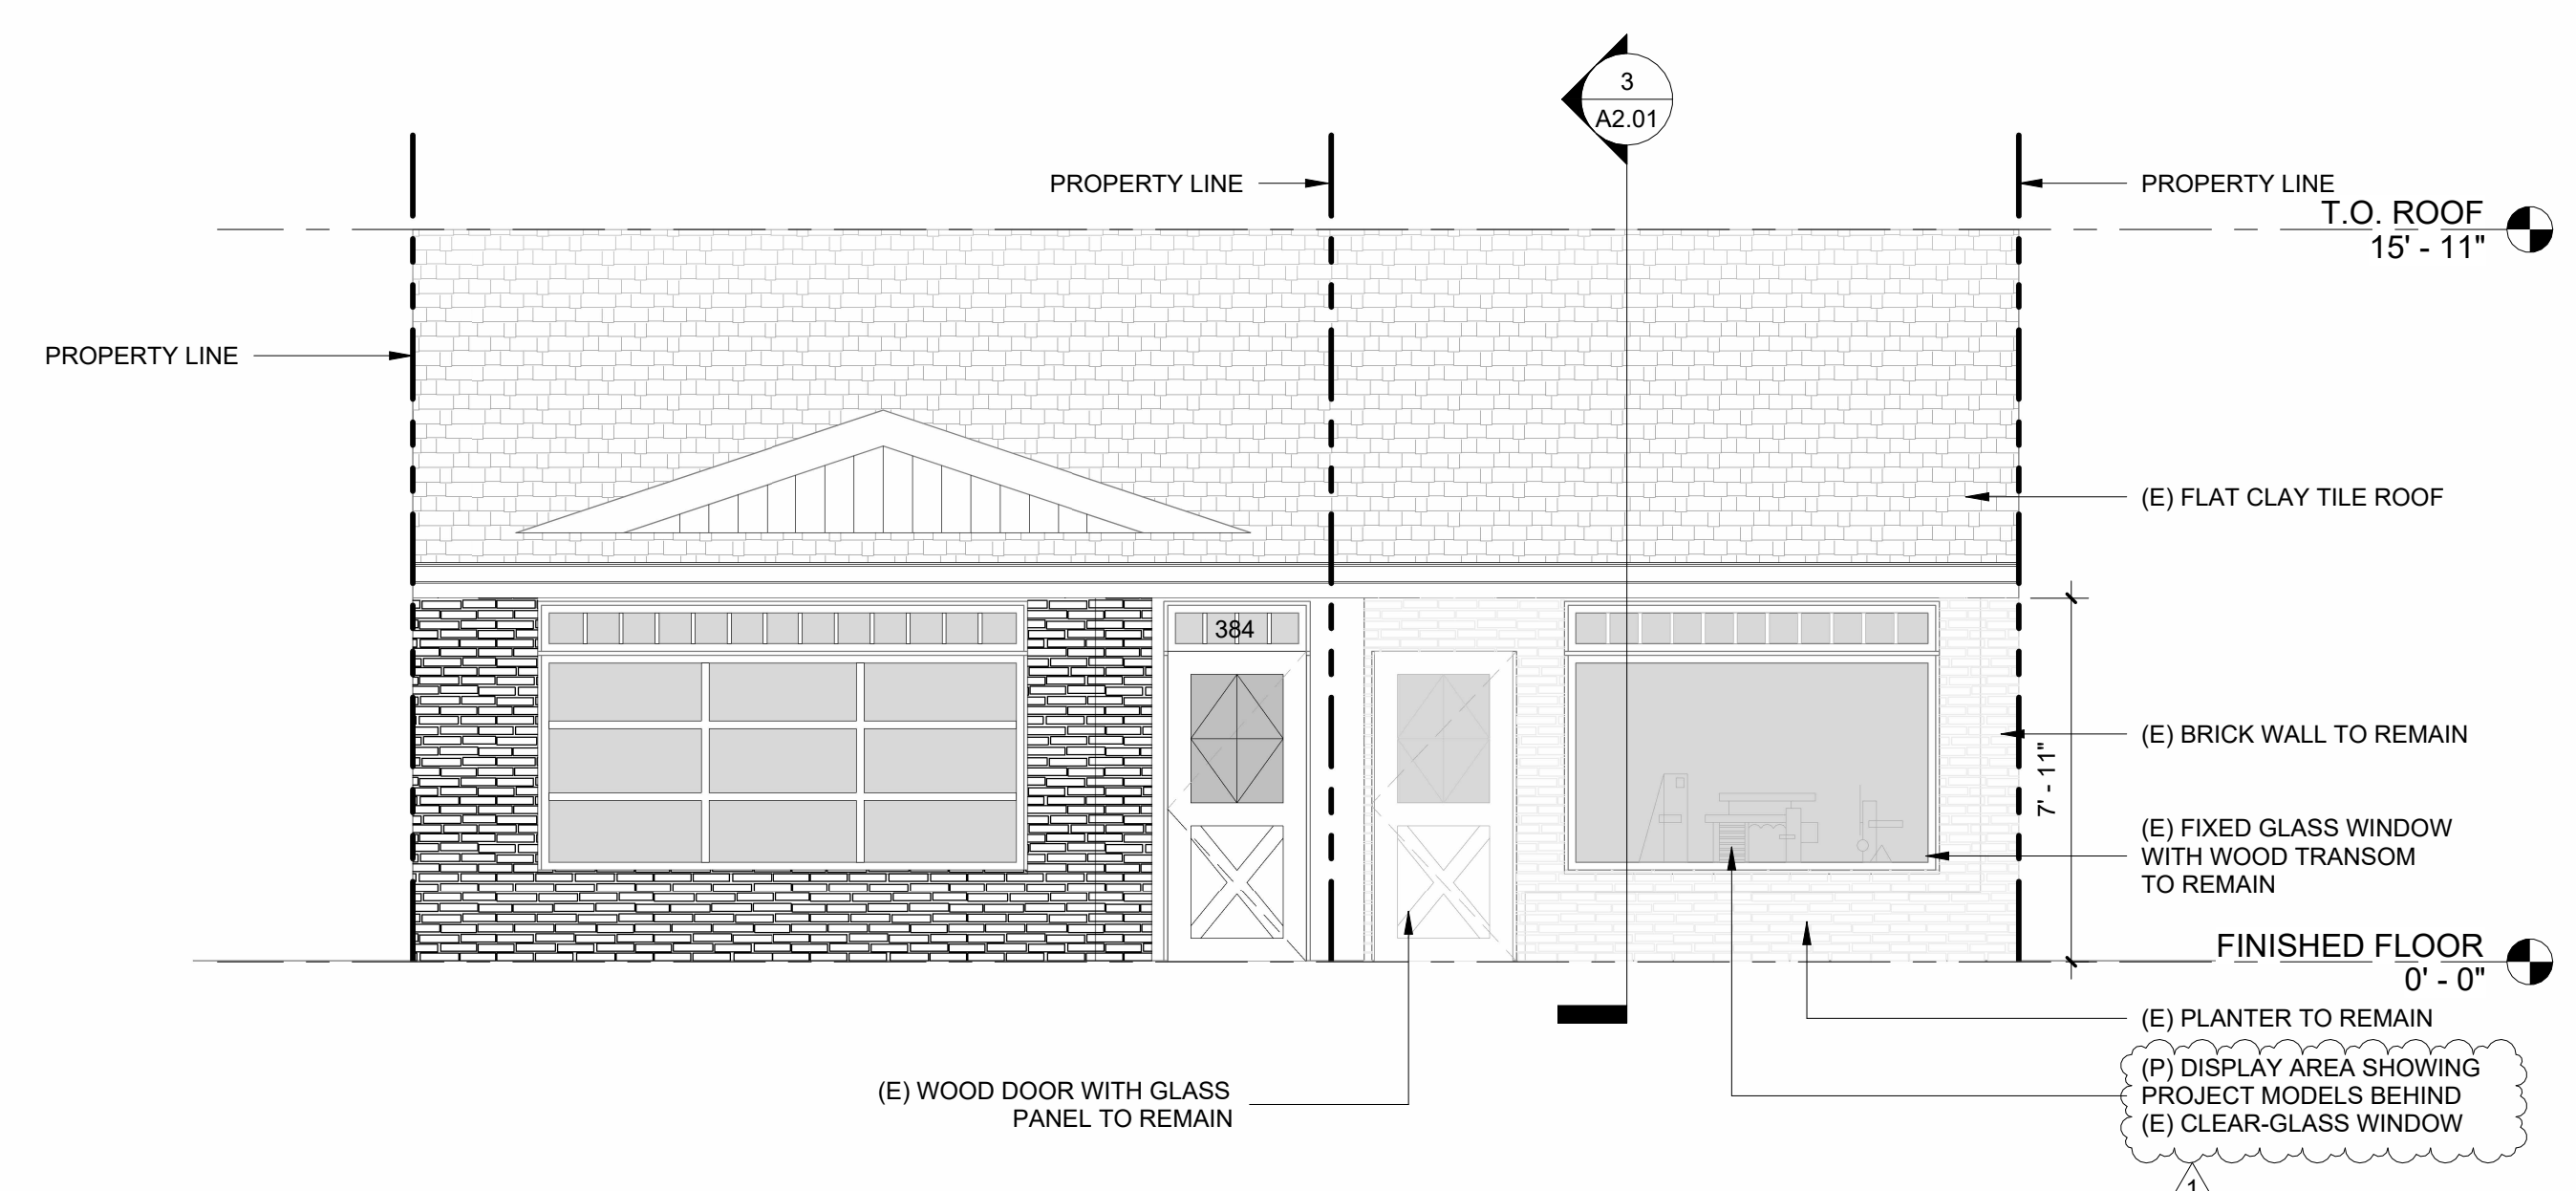 3
A2.01
PROPERTY LINE
PROPERTY LINE
T.O. ROOF
15' - 11"
PROPERTY LINE
(E) FLAT CLAY TILE ROOF
384
(E) BRICK WALL TO REMAIN
7' - 11"
(E) FIXED GLASS WINDOW
WITH WOOD TRANSOM
TO REMAIN
FINISHED FLOOR
0' - 0"
(E) PLANTER TO REMAIN
(P) DISPLAY AREA SHOWING
PROJECT MODELS BEHIND
(E) CLEAR-GLASS WINDOW
(E) WOOD DOOR WITH GLASS
PANEL TO REMAIN
1